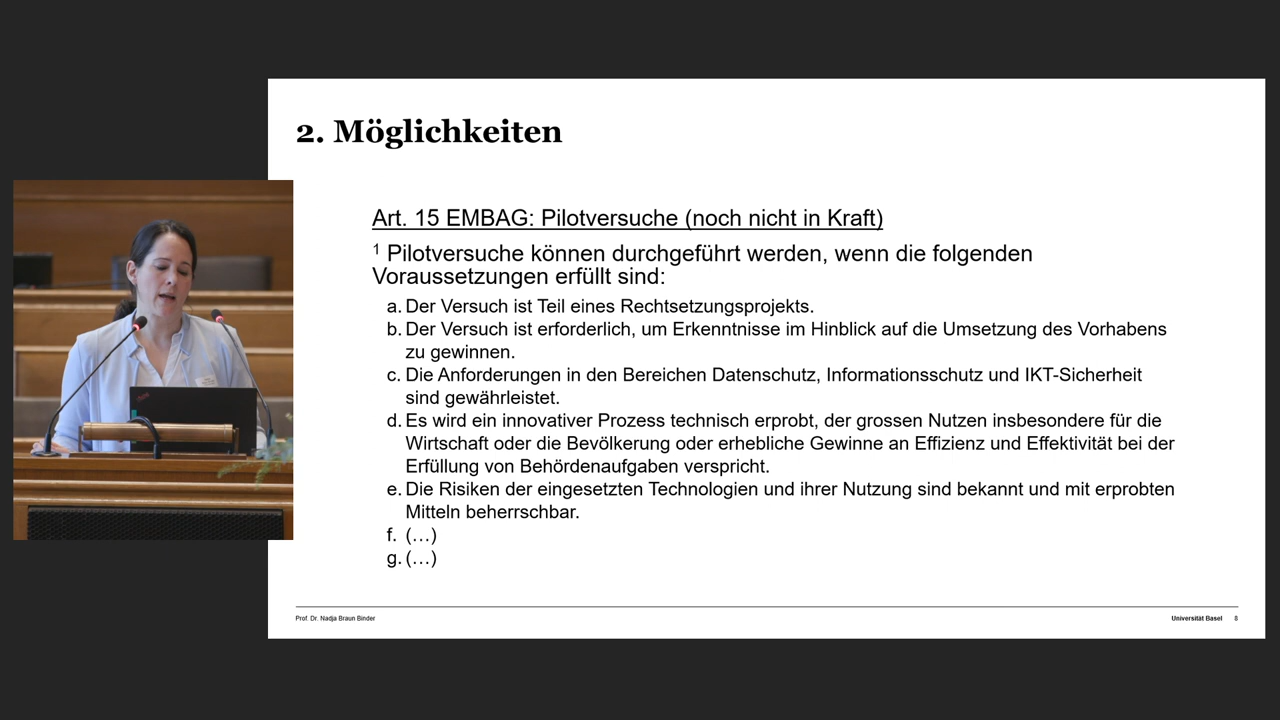 2. Möglichkeiten
Art. 15 EMBAG: Pilotversuche (noch nicht in Kraft)
¹ Pilotversuche können durchgeführt werden, wenn die folgenden
Voraussetzungen erfüllt sind:
a. Der Versuch ist Teil eines Rechtsetzungsprojekts.
b. Der Versuch ist erforderlich, um Erkenntnisse im Hinblick auf die Umsetzung des Vorhabens
zu gewinnen.
c. Die Anforderungen in den Bereichen Datenschutz, Informationsschutz und IKT-Sicherheit
sind gewährleistet.
d. Es wird ein innovativer Prozess technisch erprobt, der grossen Nutzen insbesondere für die
Wirtschaft oder die Bevölkerung oder erhebliche Gewinne an Effizienz und Effektivität bei der
Erfüllung von Behördenaufgaben verspricht.
e. Die Risiken der eingesetzten Technologien und ihrer Nutzung sind bekannt und mit erprobten
Mitteln beherrschbar.
f. (…)
g. (…)
Prof. Dr. Nadja Braun Binder
Universität Basel 8